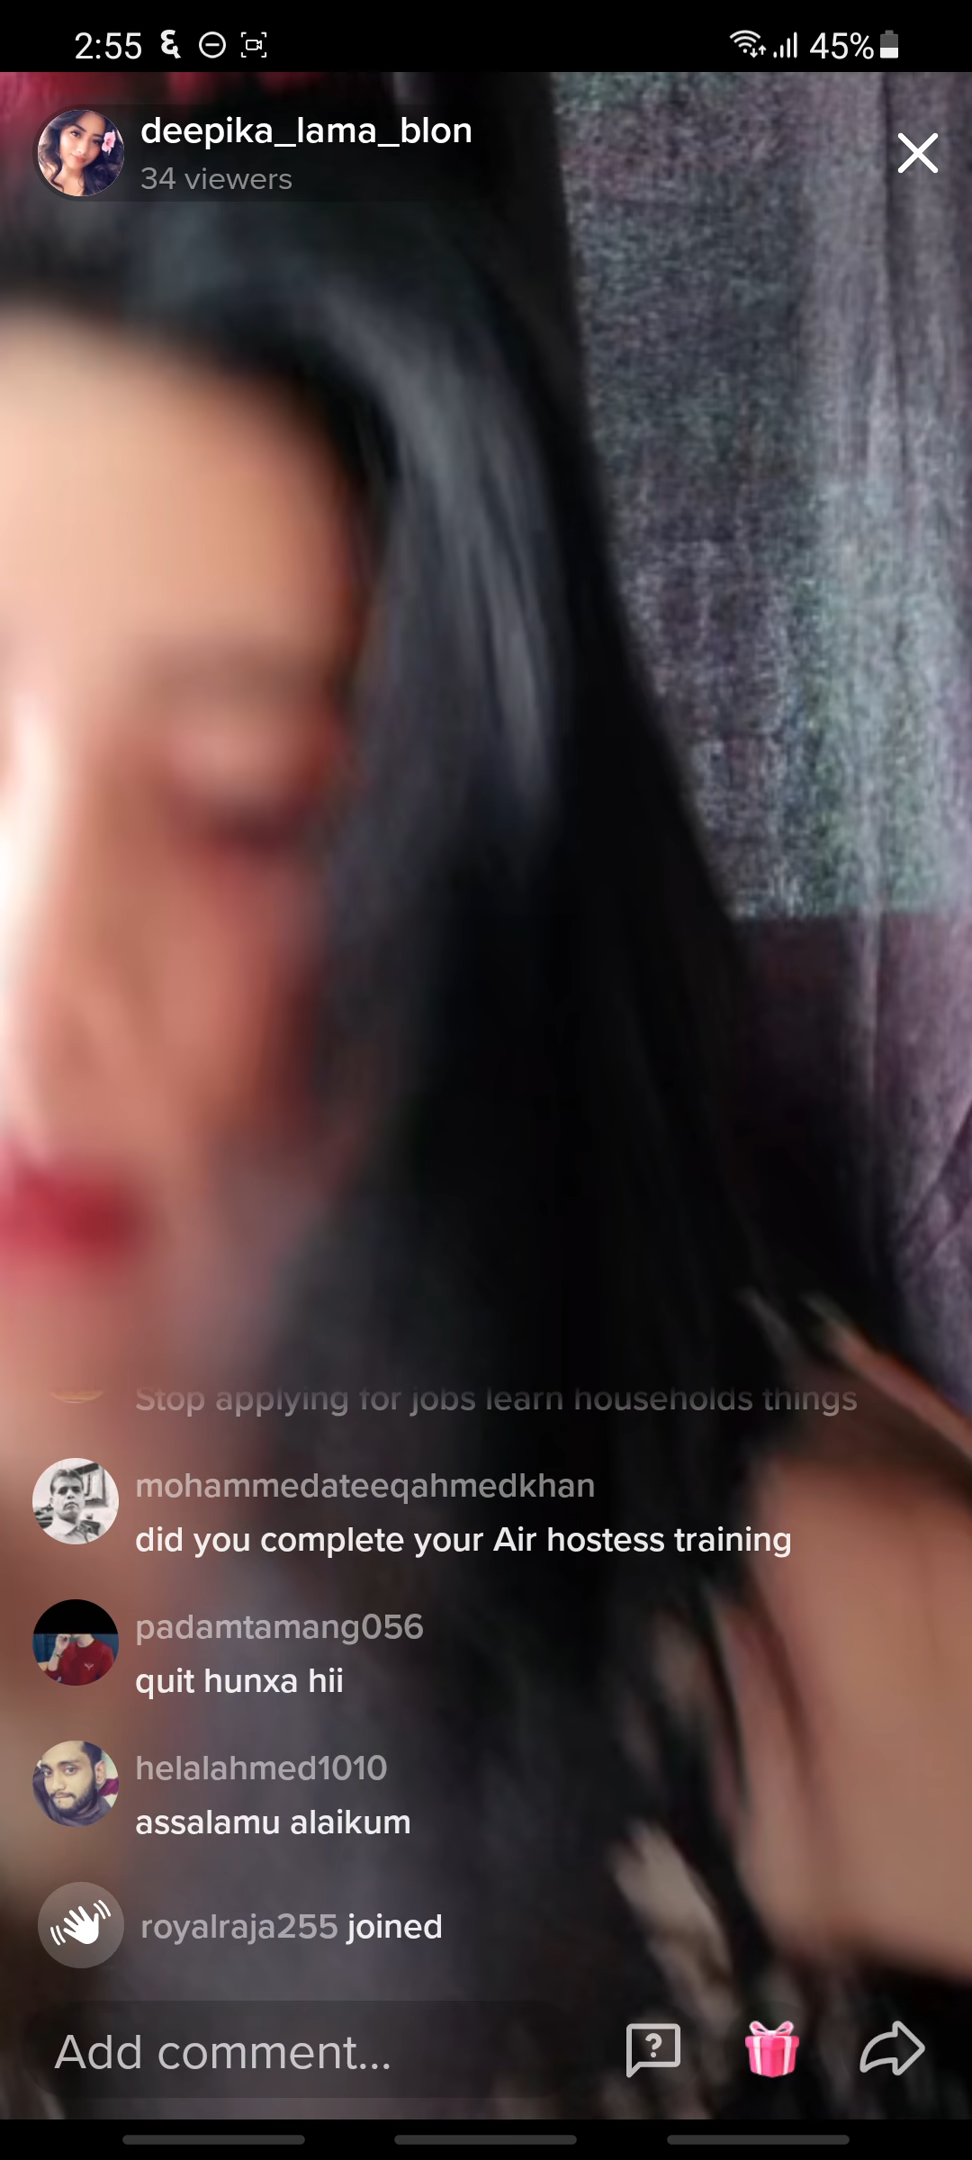 2:55
45%
deepika_lama_blon
34 viewers
Stop applying for jobs learn households things
mohammedateeqahmedkhan
did you complete your Air hostess training
padamtamang056
quit hunxa hii
helalahmed1010
assalamu alaikum
royalraja255 joined
Add comment...